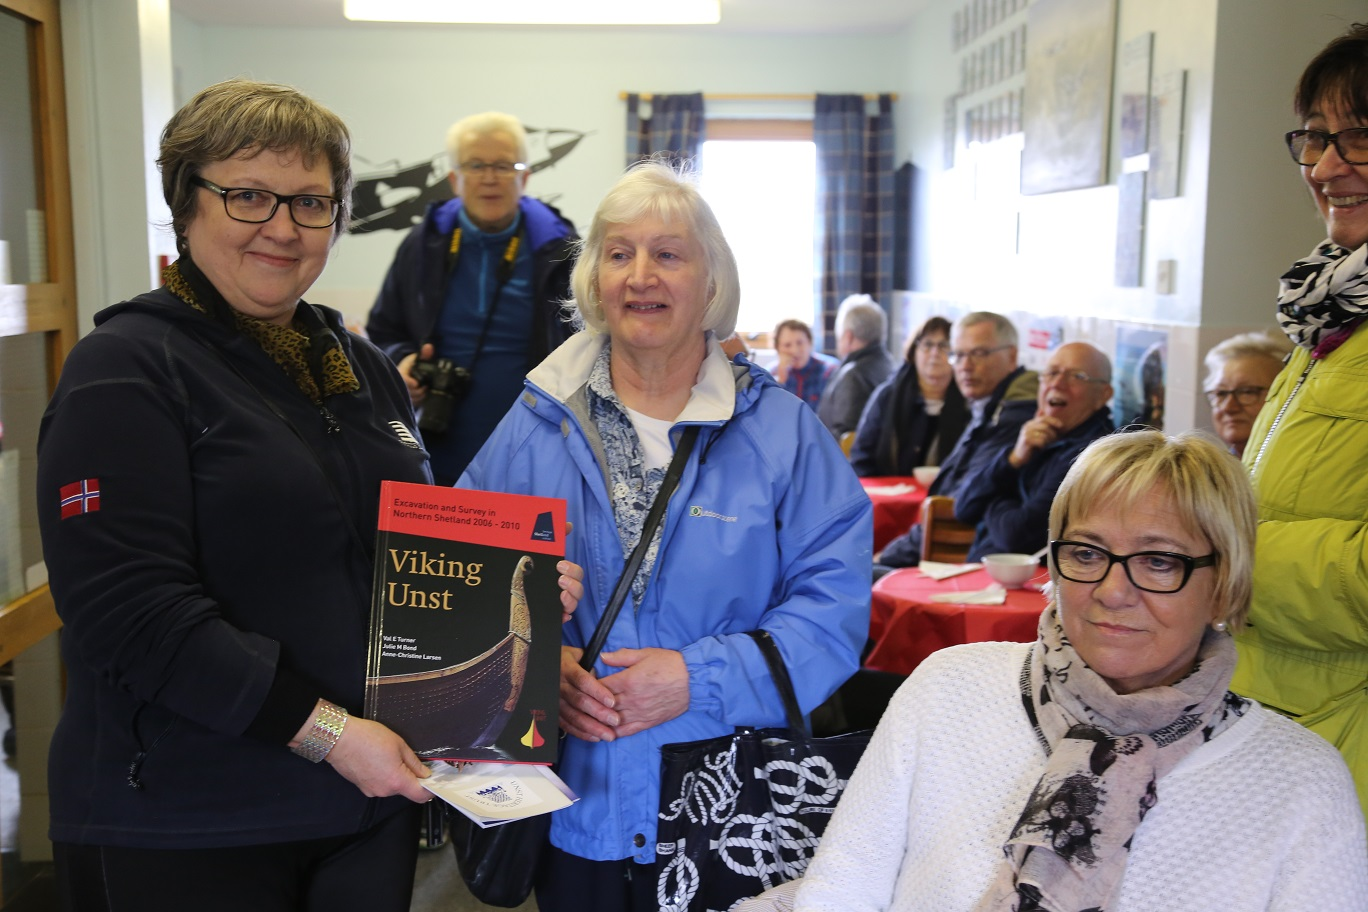 Excavation and Survey in
Northern Shetland 2006 - 2010
Viking
Unst
Val E Turner
Julie M Bond
Anne-Christine Larsen